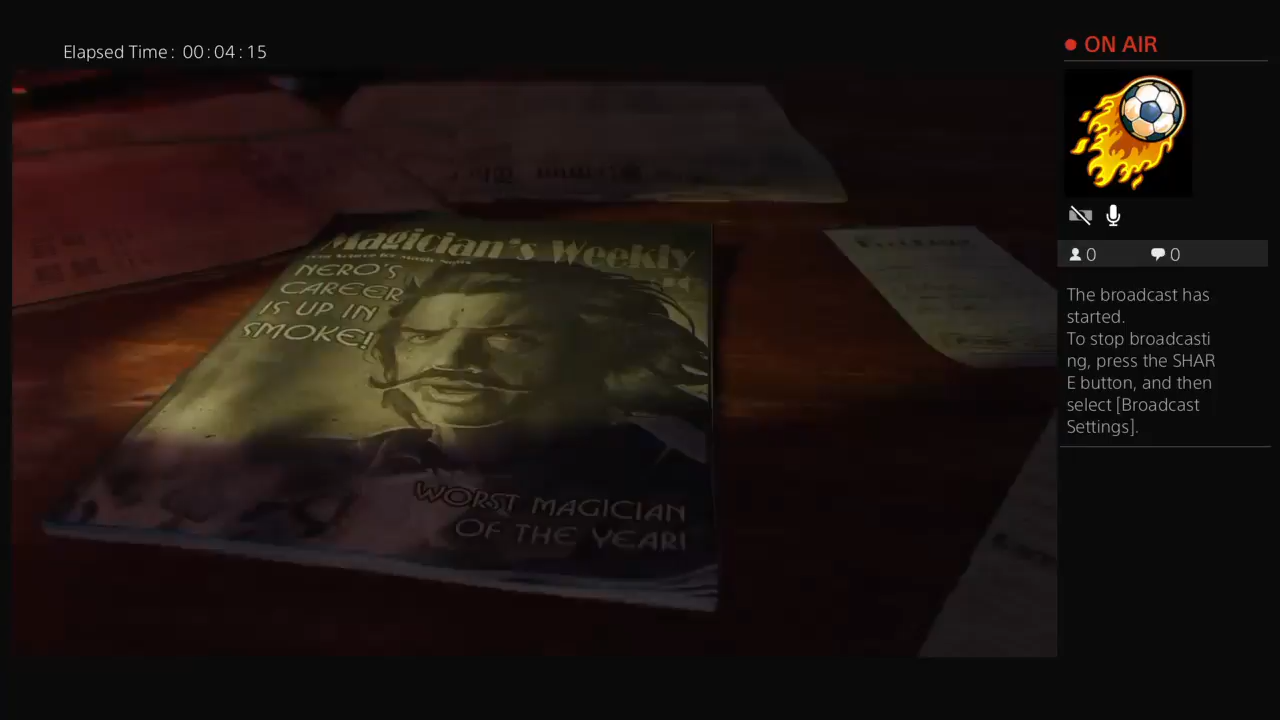 Elapsed Time: 00:04:15
ON AIR
0
0
The broadcast has
started.
To stop broadcasti
ng, press the SHAR
E button, and then
select [Broadcast
Settings].
Magician's Weekly
NERO'S
CAREER
IS UP IN
SMOKE!
WORST MAGICIAN
OF THE YEAR!